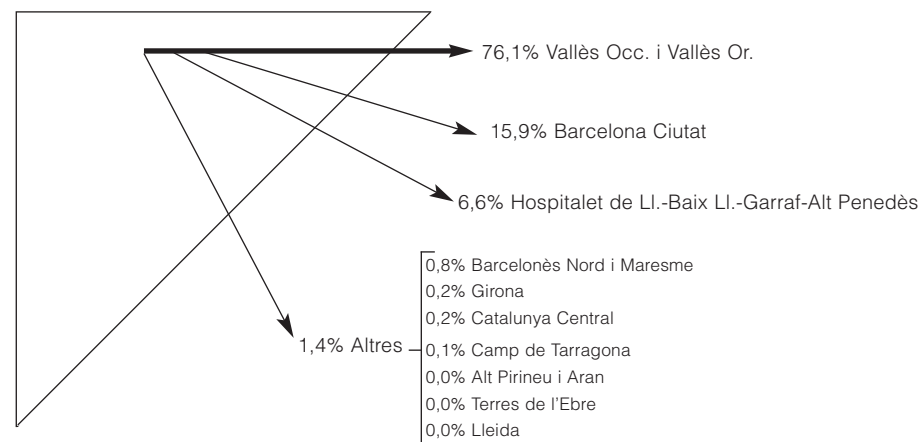 76,1% Vallès Occ. i Vallès Or.
15,9% Barcelona Ciutat
6,6% Hospitalet de Ll.-Baix Ll.-Garraf-Alt Penedès
1,4% Altres
0,8% Barcelonès Nord i Maresme
0,2% Girona
0,2% Catalunya Central
0,1% Camp de Tarragona
0,0% Alt Pirineu i Aran
0,0% Terres de l'Ebre
0,0% Lleida